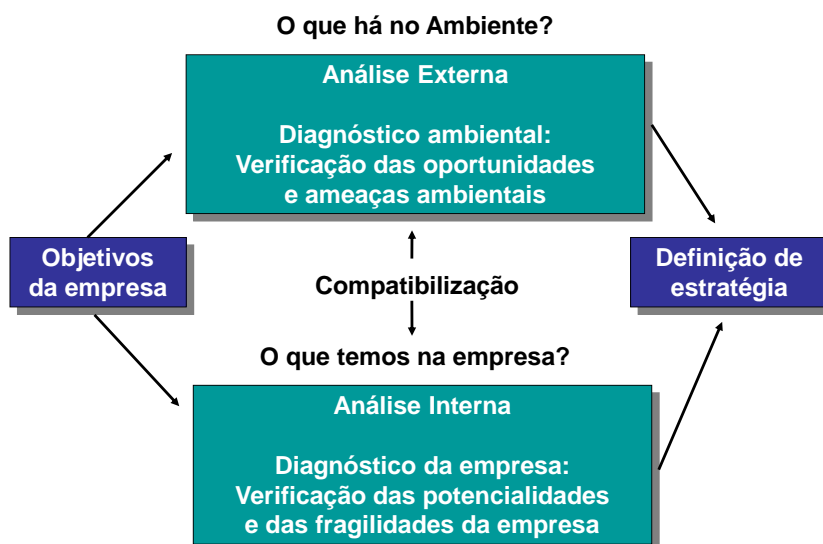 O que há no Ambiente?
Análise Externa
Diagnóstico ambiental:
Verificação das oportunidades
e ameaças ambientais
Objetivos
da empresa
Compatibilização
Definição de
estratégia
O que temos na empresa?
Análise Interna
Diagnóstico da empresa:
Verificação das potencialidades
e das fragilidades da empresa